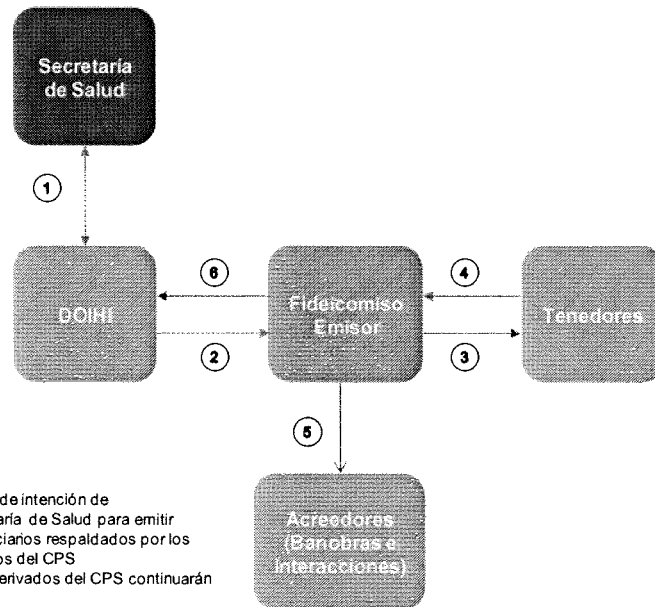 Secretaría
de Salud
1
6
4
DOIHI
Fideicomiso
Emisor
Tenedores
2
3
5
Acreedores
(Banobras e
Interacciones)
de intención de
aría de Salud para emitir
ciarios respaldados por los
os del CPS
erivados del CPS continuarán